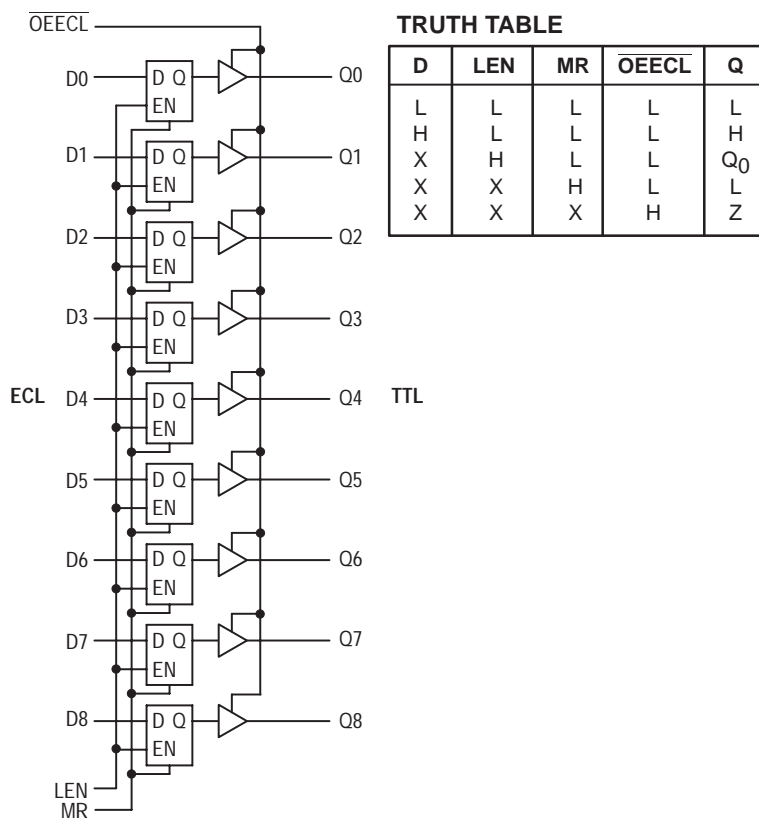 OEECL
D0 D Q Q0
EN
D1 D Q Q1
EN
D2 D Q Q2
EN
D3 D Q Q3
EN
ECL D4 D Q Q4 TTL
EN
D5 D Q Q5
EN
D6 D Q Q6
EN
D7 D Q Q7
EN
D8 D Q Q8
EN
LEN
MR
TRUTH TABLE
D LEN MR OEECL Q
L L L L L
H L L L H
X H L L Q0
X X H L L
X X X H Z